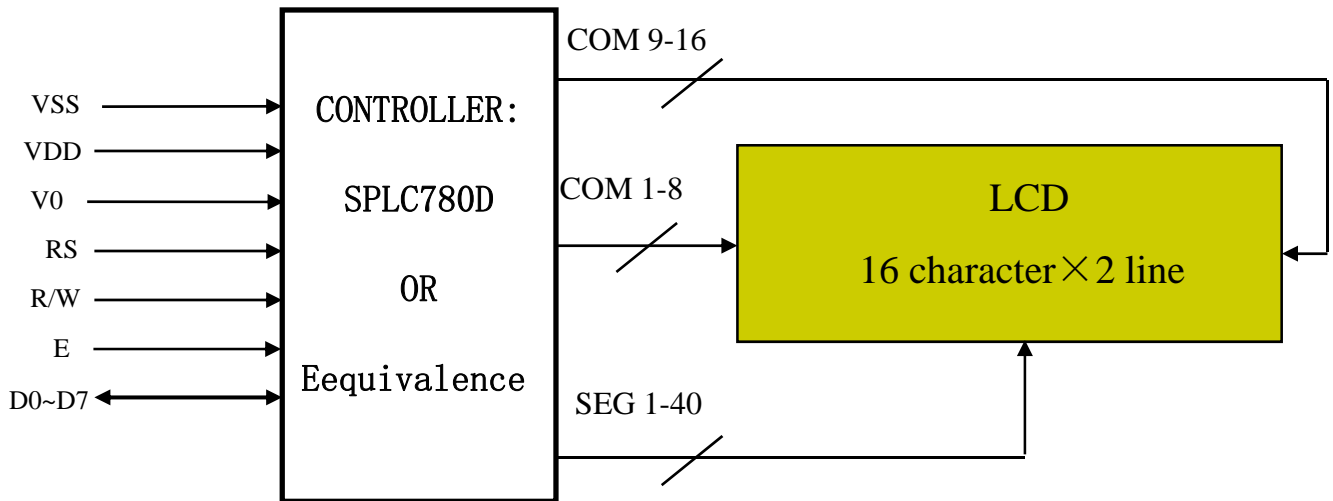 VSS
VDD
V0
RS
R/W
E
D0~D7
CONTROLLER:
SPLC780D
OR
Eequivalence
COM 9-16
COM 1-8
SEG 1-40
LCD
16 character×2 line